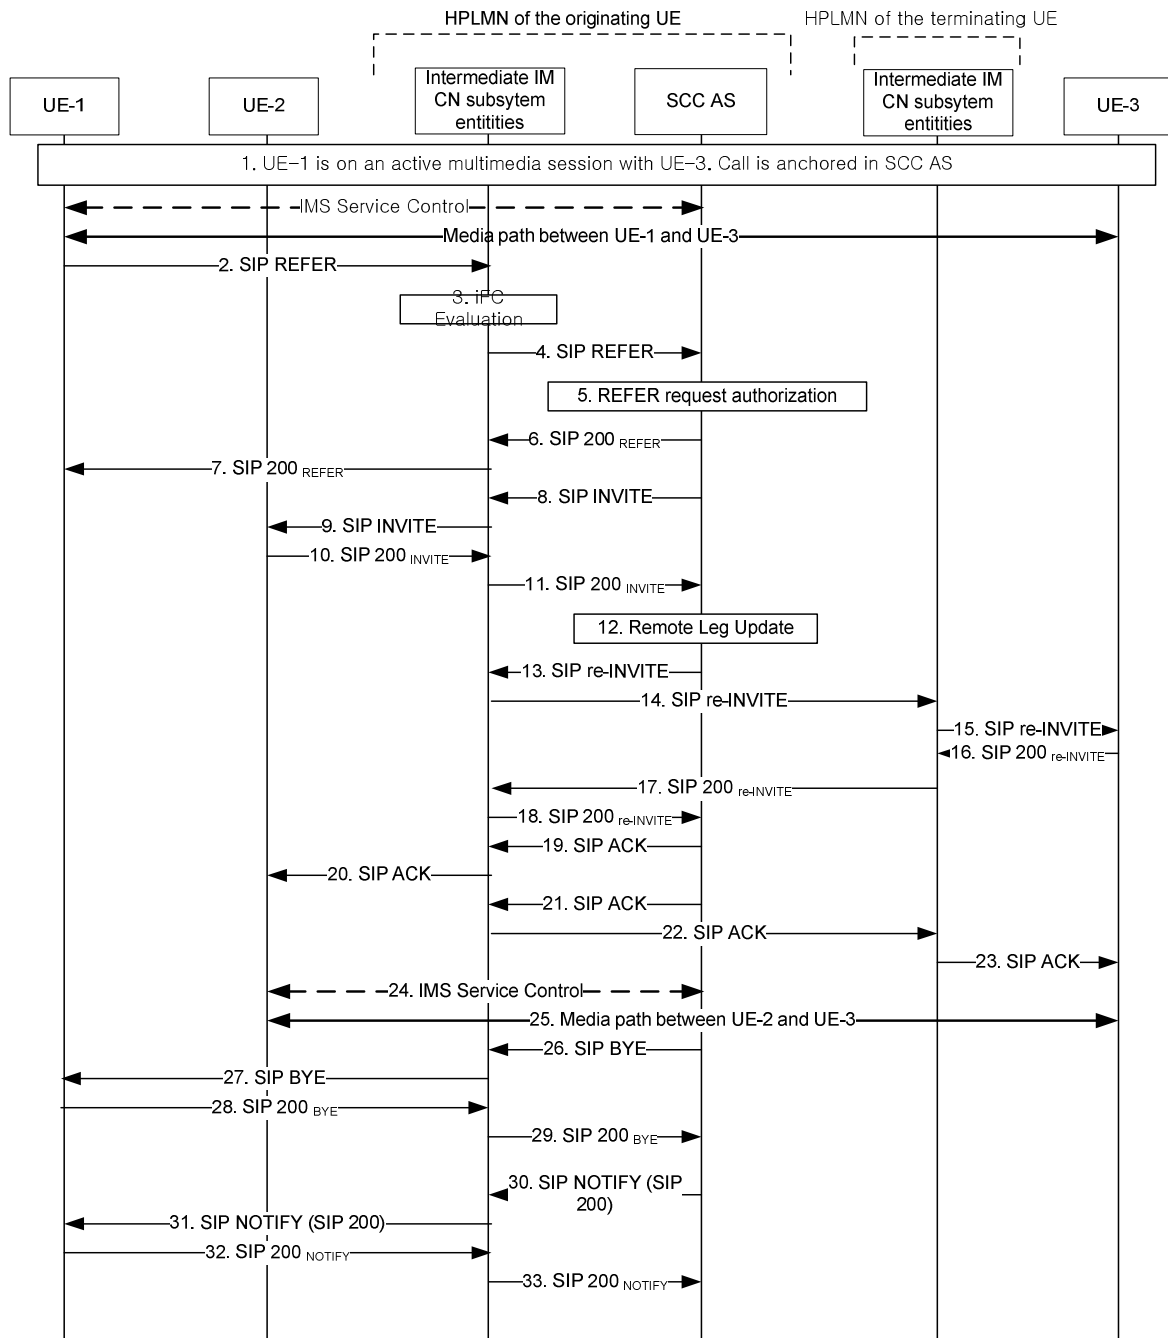 HPLMN of the originating UE
HPLMN of the terminating UE
UE-1
UE-2
Intermediate IM
CN subsytem
entitities
SCC AS
Intermediate IM
CN subsytem
entitities
UE-3
1. UE-1 is on an active multimedia session with UE-3. Call is anchored in SCC AS
IMS Service Control
Media path between UE-1 and UE-3
2. SIP REFER
3. iFC
Evaluation
4. SIP REFER
5. REFER request authorization
6. SIP 200 REFER
7. SIP 200 REFER
8. SIP INVITE
9. SIP INVITE
10. SIP 200 INVITE
11. SIP 200 INVITE
12. Remote Leg Update
13. SIP re-INVITE
14. SIP re-INVITE
15. SIP re-INVITE
16. SIP 200 re-INVITE
17. SIP 200 re-INVITE
18. SIP 200 re-INVITE
19. SIP ACK
20. SIP ACK
21. SIP ACK
22. SIP ACK
23. SIP ACK
24. IMS Service Control
25. Media path between UE-2 and UE-3
26. SIP BYE
27. SIP BYE
28. SIP 200 BYE
29. SIP 200 BYE
30. SIP NOTIFY (SIP
200)
31. SIP NOTIFY (SIP 200)
32. SIP 200 NOTIFY
33. SIP 200 NOTIFY